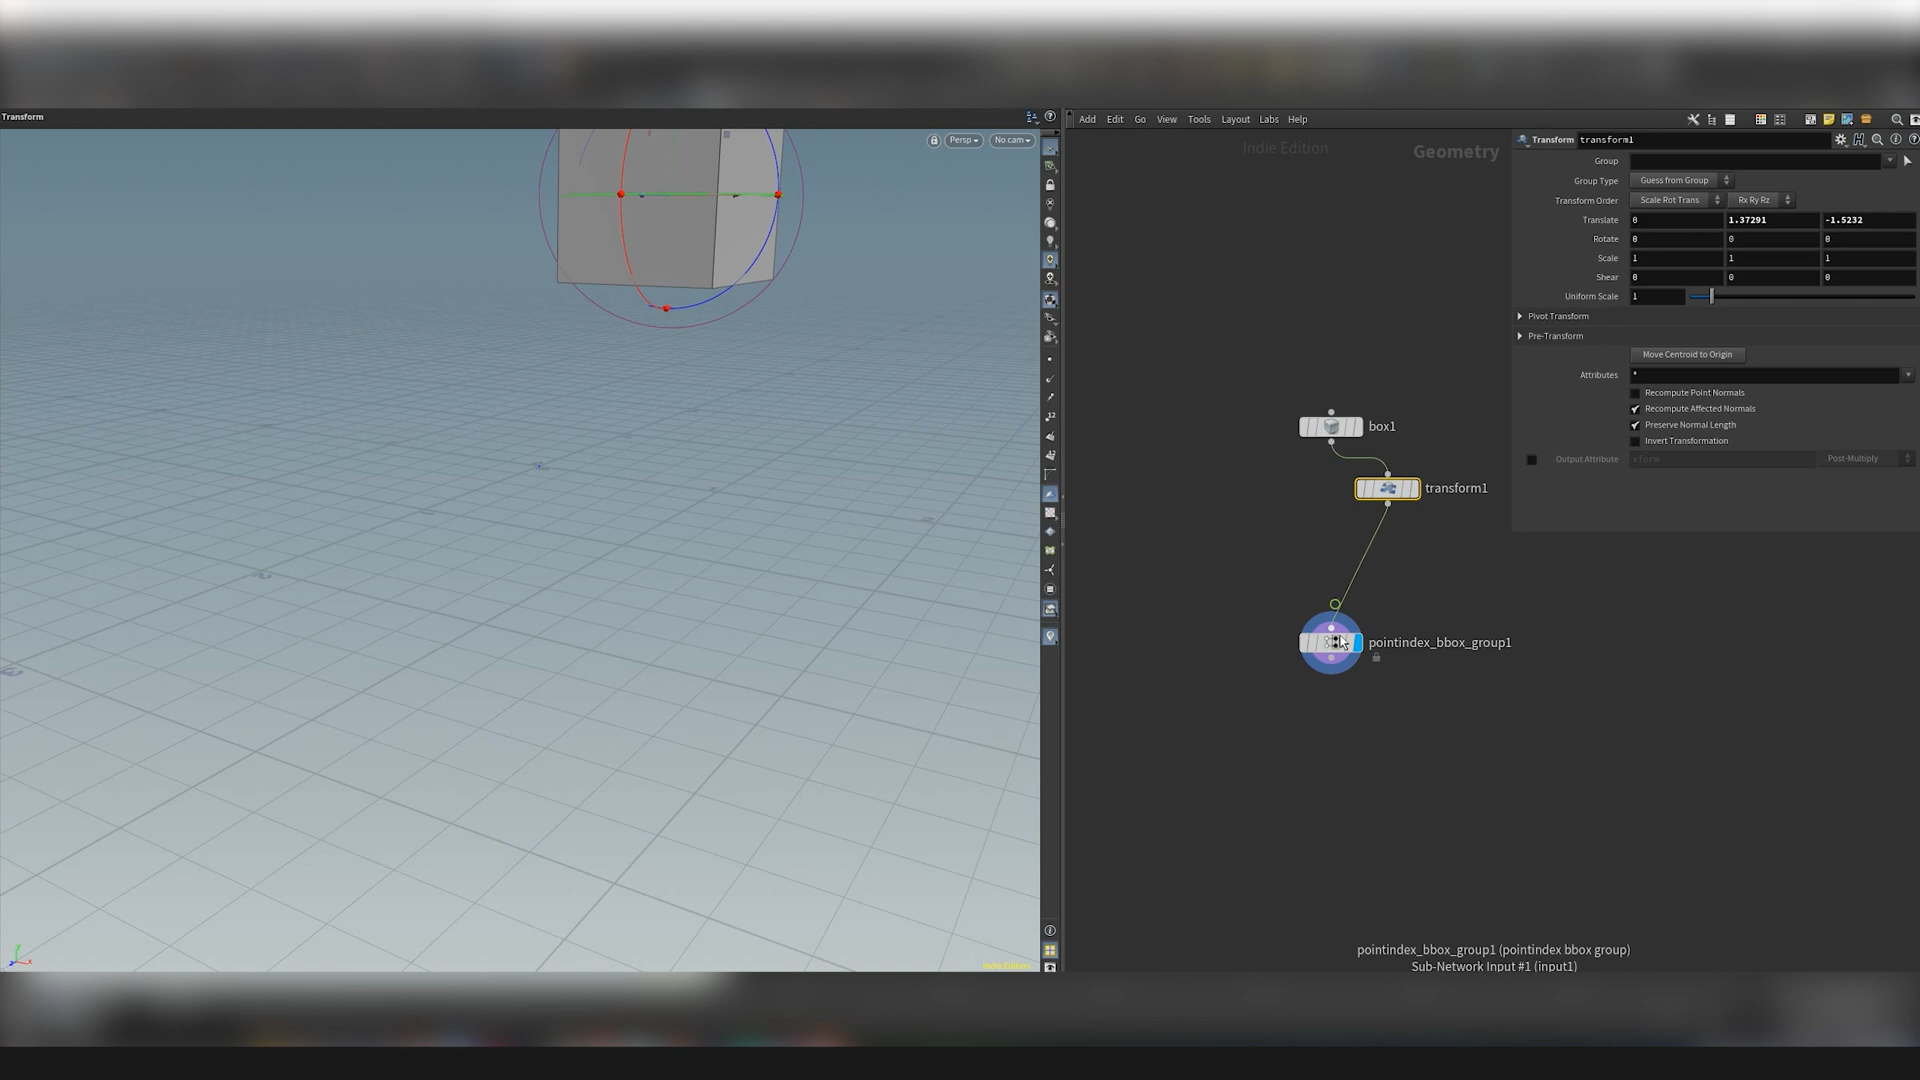 Transform
Persp
No cam
Indie Edition
Add Edit Go View Tools Layout Labs Help
Indie Edition
Geometry
Transform transform1
Group
Group Type Guess from Group
Transform Order Scale Rot Trans Rx Ry Rz
Translate 0 1.37291 -1.5232
Rotate 0 0 0
Scale 1 1 1
Shear 0 0 0
Uniform Scale 1
Pivot Transform
Pre-Transform
Move Centroid to Origin
Attributes *
Recompute Point Normals
Recompute Affected Normals
Preserve Normal Length
Invert Transformation
Output Attribute xform Post-Multiply
box1
transform1
pointindex_bbox_group1
pointindex_bbox_group1 (pointindex bbox group)
Sub-Network Input #1 (input1)